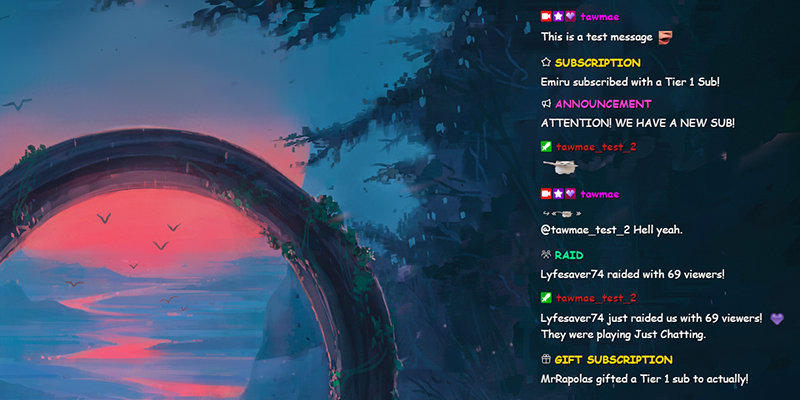 tawmae
This is a test message
SUBSCRIPTION
Emiru subscribed with a Tier 1 Sub!
ANNOUNCEMENT
ATTENTION! WE HAVE A NEW SUB!
tawmae_test_2
tawmae
@tawmae_test_2 Hell yeah.
RAID
Lyfesaver74 raided with 69 viewers!
tawmae_test_2
Lyfesaver74 just raided us with 69 viewers!
They were playing Just Chatting.
GIFT SUBSCRIPTION
MrRapolas gifted a Tier 1 sub to actually!